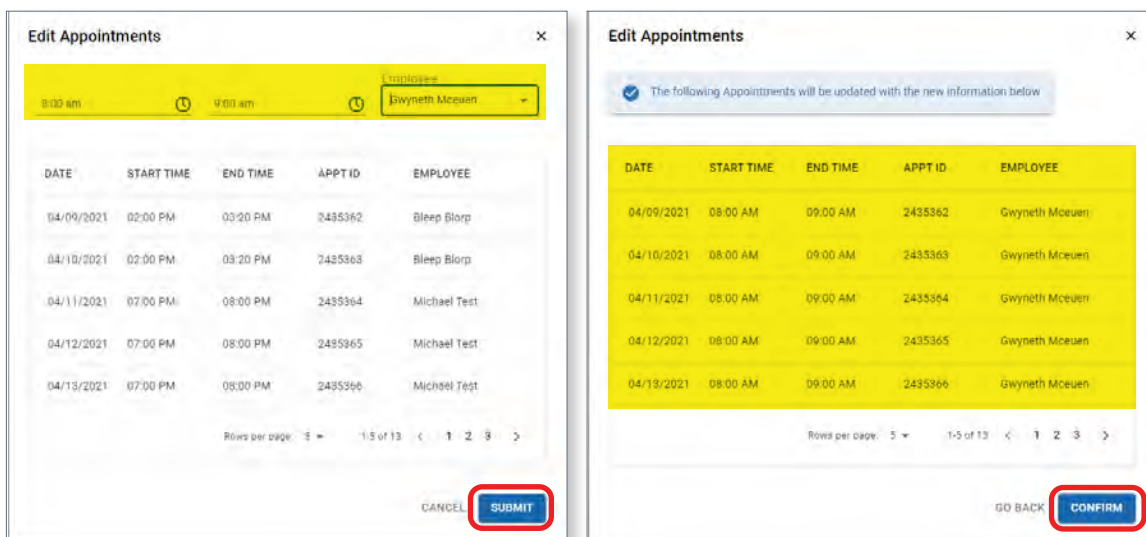 Edit Appointments ×
Employee
8:00 am 9:00 am Gwyneth Mceuen
DATE START TIME END TIME APPT ID EMPLOYEE
04/09/2021 02:00 PM 03:20 PM 2435362 Bleep Blorp
04/10/2021 02:00 PM 03:20 PM 2435363 Bleep Blorp
04/11/2021 07:00 PM 08:00 PM 2435364 Michael Test
04/12/2021 07:00 PM 08:00 PM 2435365 Michael Test
04/13/2021 07:00 PM 08:00 PM 2435366 Michael Test
Rows per page: 5 1-5 of 13 < 1 2 3 >
CANCEL SUBMIT
Edit Appointments ×
The following Appointments will be updated with the new information below
DATE START TIME END TIME APPT ID EMPLOYEE
04/09/2021 08:00 AM 09:00 AM 2435362 Gwyneth Mceuen
04/10/2021 08:00 AM 09:00 AM 2435363 Gwyneth Mceuen
04/11/2021 08:00 AM 09:00 AM 2435364 Gwyneth Mceuen
04/12/2021 08:00 AM 09:00 AM 2435365 Gwyneth Mceuen
04/13/2021 08:00 AM 09:00 AM 2435366 Gwyneth Mceuen
Rows per page: 5 1-5 of 13 < 1 2 3 >
GO BACK CONFIRM